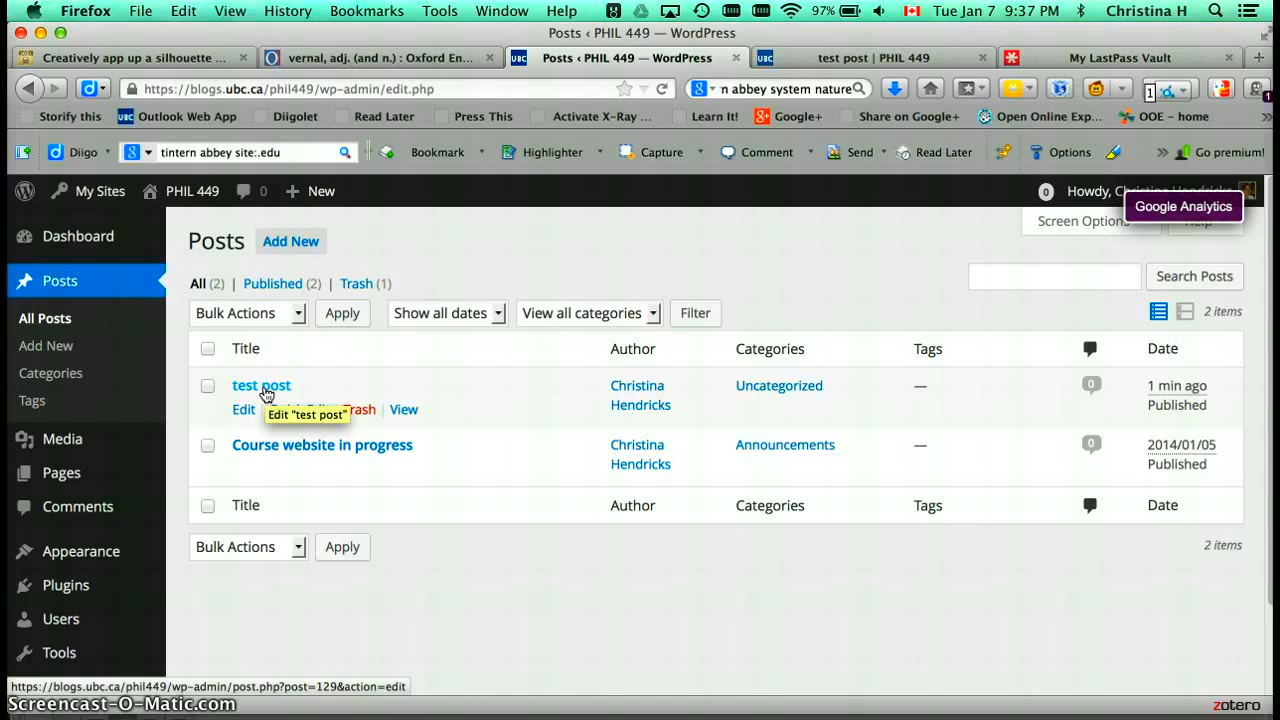 Firefox File Edit View History Bookmarks Tools Window Help 97% Tue Jan 7 9:37 PM Christina H
Posts ‹ PHIL 449 — WordPress
Creatively app up a silhouette ... × vernal, adj. (and n.) : Oxford En... × UBC Posts ‹ PHIL 449 — WordPress × UBC test post | PHIL 449 × My LastPass Vault × +
https://blogs.ubc.ca/phil449/wp-admin/edit.php n abbey system nature 1 1
Storify this UBC Outlook Web App Diigolet Read Later Press This Activate X-Ray ... Learn It! Google+ Share on Google+ Open Online Exp... OOE - home »
Diigo tintern abbey site:.edu Bookmark Highlighter Capture Comment Send Read Later Options » Go premium!
My Sites PHIL 449 0 + New 0 Howdy, Christina Hendricks
Google Analytics
Screen Options Help
Dashboard
Posts
All Posts
Add New
Categories
Tags
Media
Pages
Comments
Appearance
Plugins
Users
Tools
Posts Add New
All (2) | Published (2) | Trash (1)
Search Posts
Bulk Actions Apply Show all dates View all categories Filter 2 items
Title Author Categories Tags Date
test post Christina Hendricks Uncategorized — 0 1 min ago
Published
Edit Trash | View
Edit "test post"
Course website in progress Christina Hendricks Announcements — 0 2014/01/05
Published
Title Author Categories Tags Date
Bulk Actions Apply 2 items
https://blogs.ubc.ca/phil449/wp-admin/post.php?post=129&action=edit
Screencast-O-Matic.com zotero